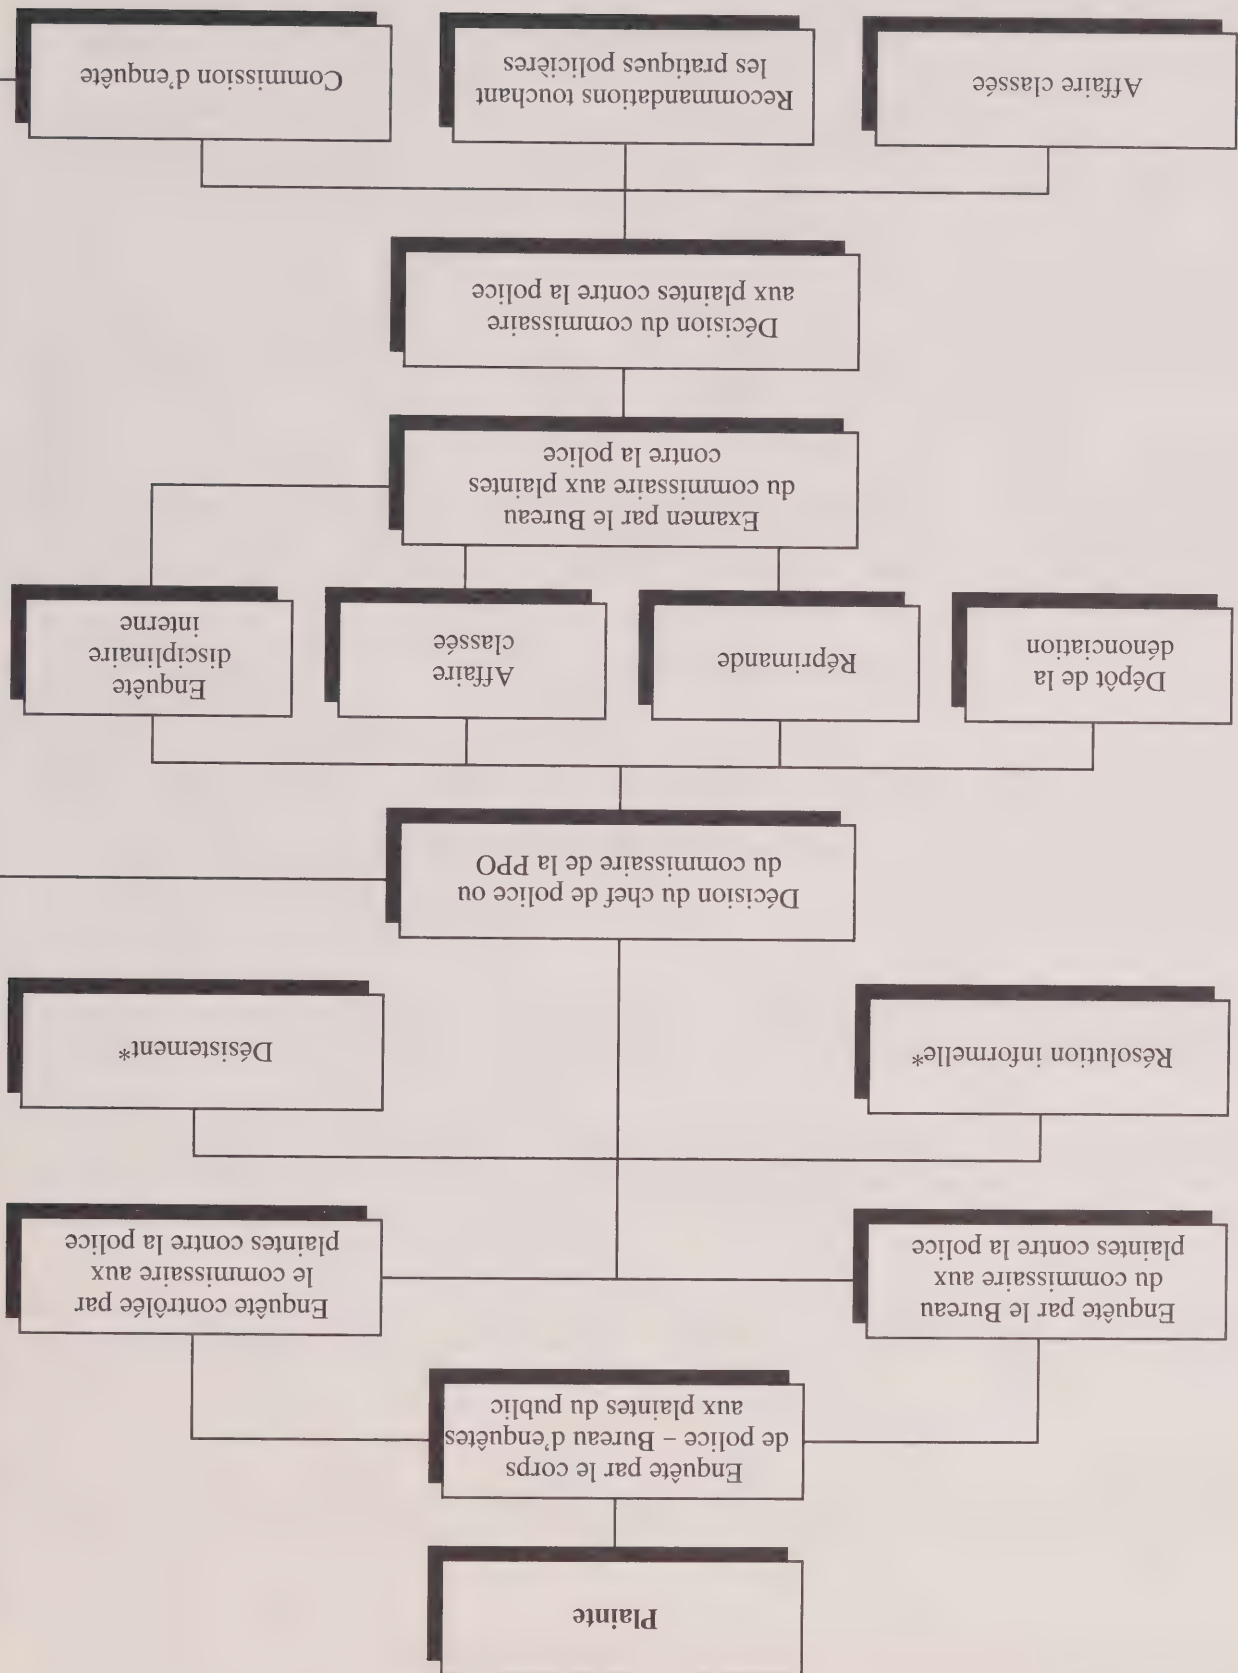 Plainte
Enquête par le corps
de police – Bureau d'enquêtes
aux plaintes du public
Enquête par le Bureau
du commissaire aux
plaintes contre la police
Enquête contrôlée par
le commissaire aux
plaintes contre la police
Résolution informelle*
Désistement*
Décision du chef de police ou
du commissaire de la PPO
Dépôt de la
dénonciation
Réprimande
Affaire
classée
Enquête
disciplinaire
interne
Examen par le Bureau
du commissaire aux plaintes
contre la police
Décision du commissaire
aux plaintes contre la police
Affaire classée
Recommandations touchant
les pratiques policières
Commission d'enquête